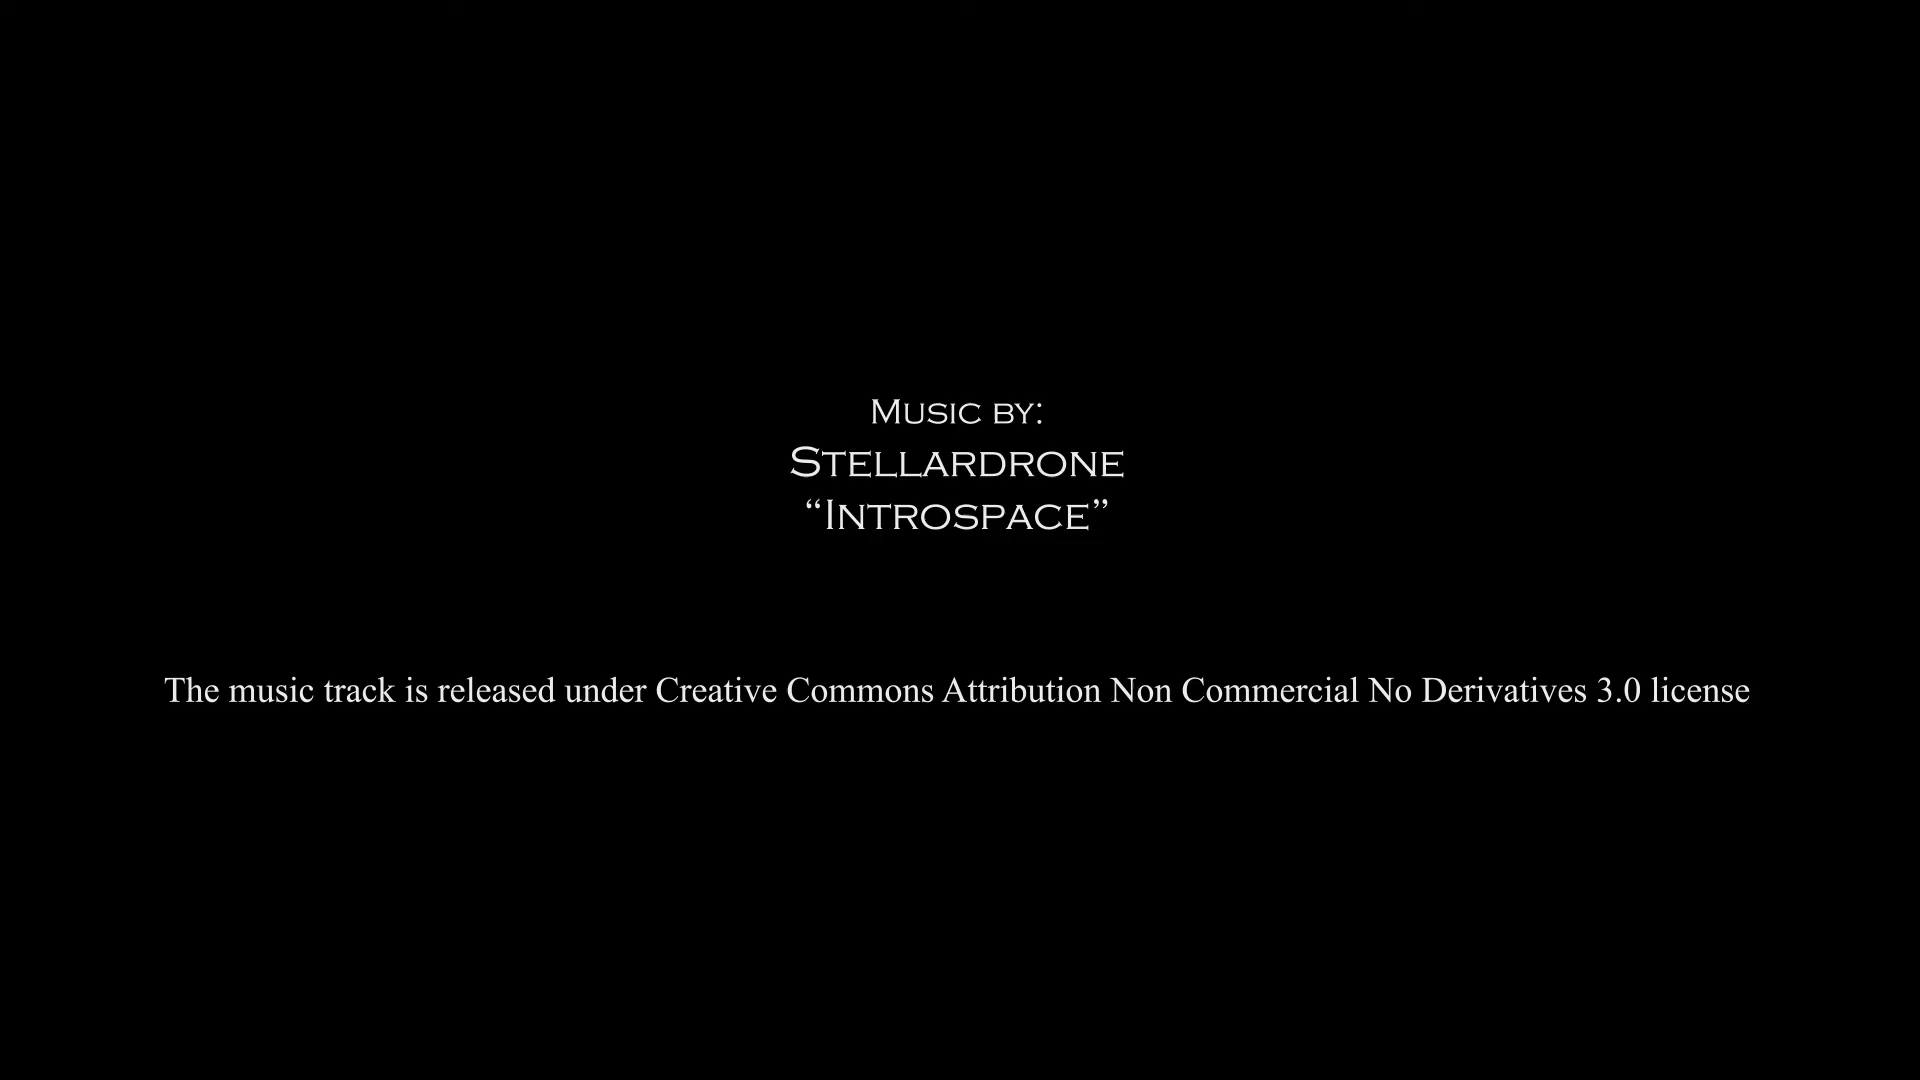 Music by:
Stellardrone
“Introspace”
The music track is released under Creative Commons Attribution Non Commercial No Derivatives 3.0 license